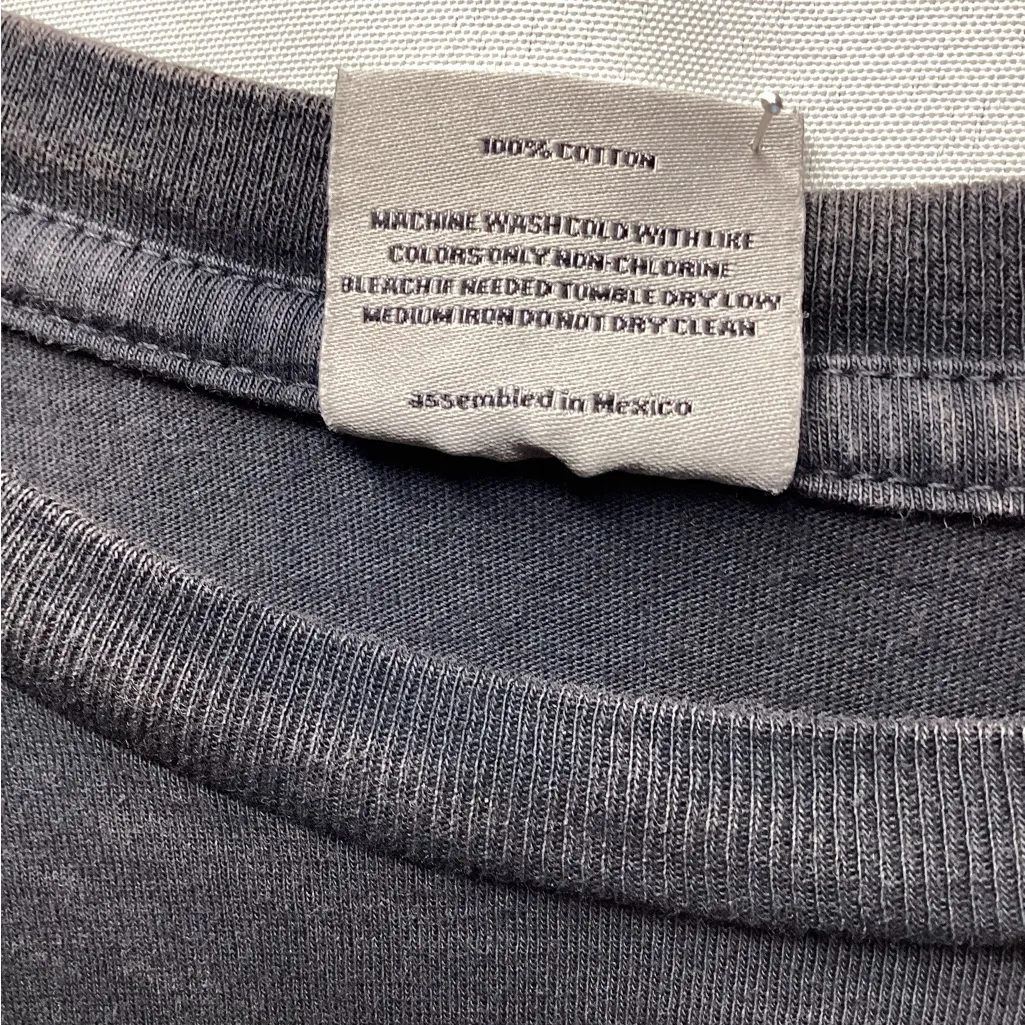 100% COTTON
MACHINE WASH COLD WITH LIKE
COLORS ONLY NON-CHLORINE
BLEACH IF NEEDED TUMBLE DRY LOW
MEDIUM IRON DO NOT DRY CLEAN
assembled in Mexico